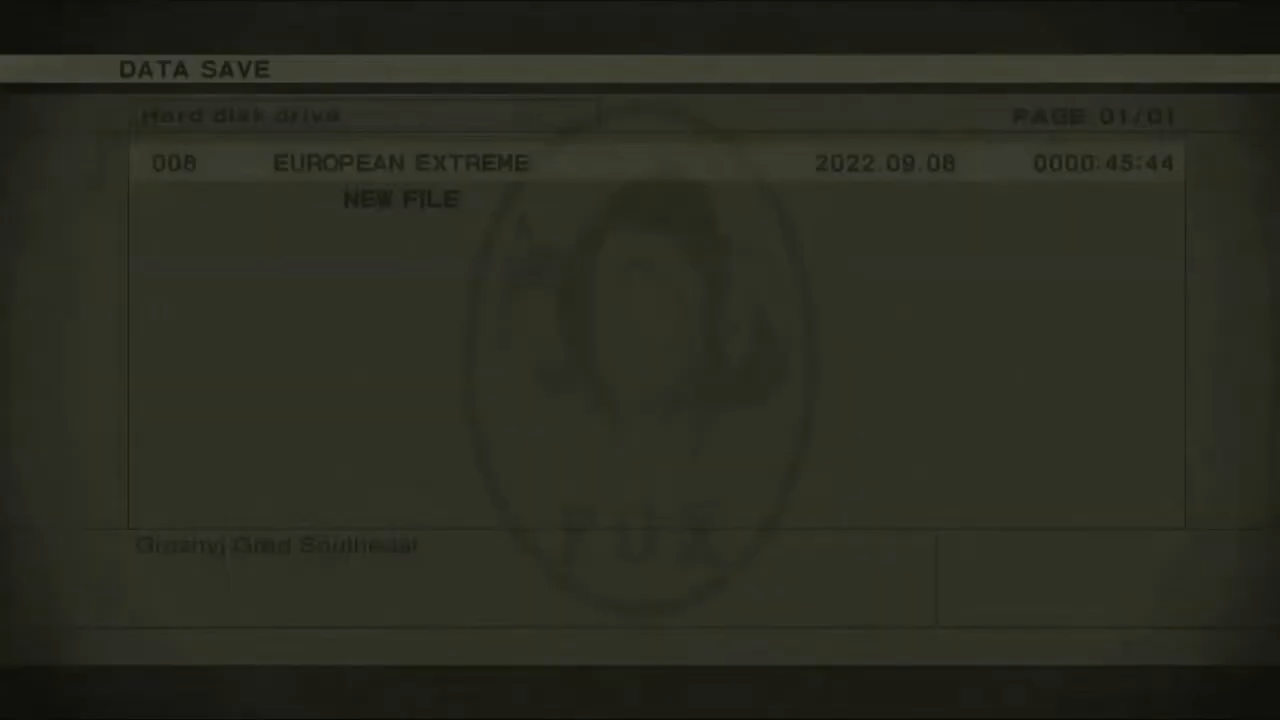 DATA SAVE
Hard disk drive PAGE 01/01
008 EUROPEAN EXTREME 2022.09.08 0000:45:44
NEW FILE
FOX
Groznyj Grad Southeast